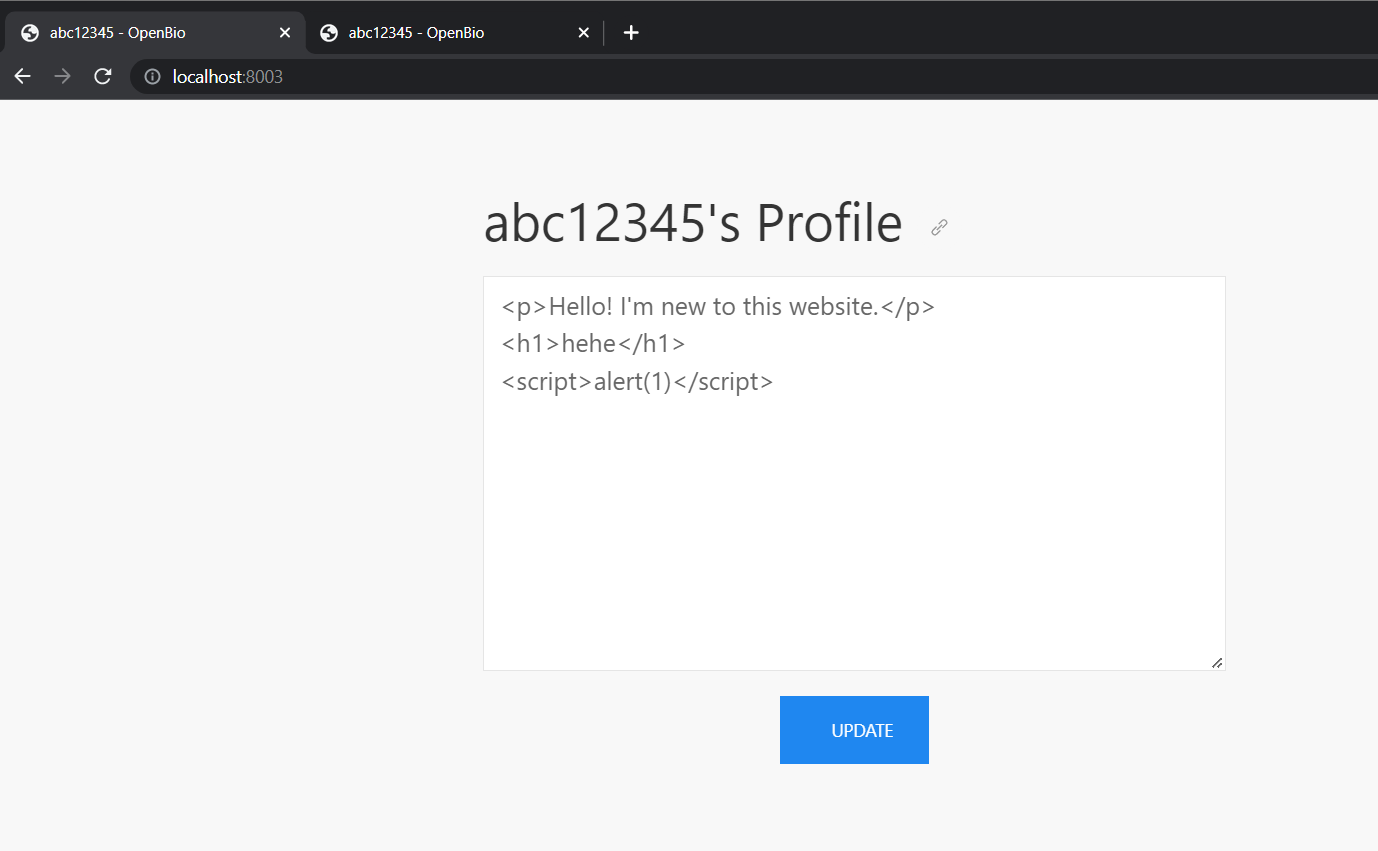 abc12345 - OpenBio
abc12345 - OpenBio
localhost:8003
abc12345's Profile
<p>Hello! I'm new to this website.</p>
<h1>hehe</h1>
<script>alert(1)</script>
UPDATE